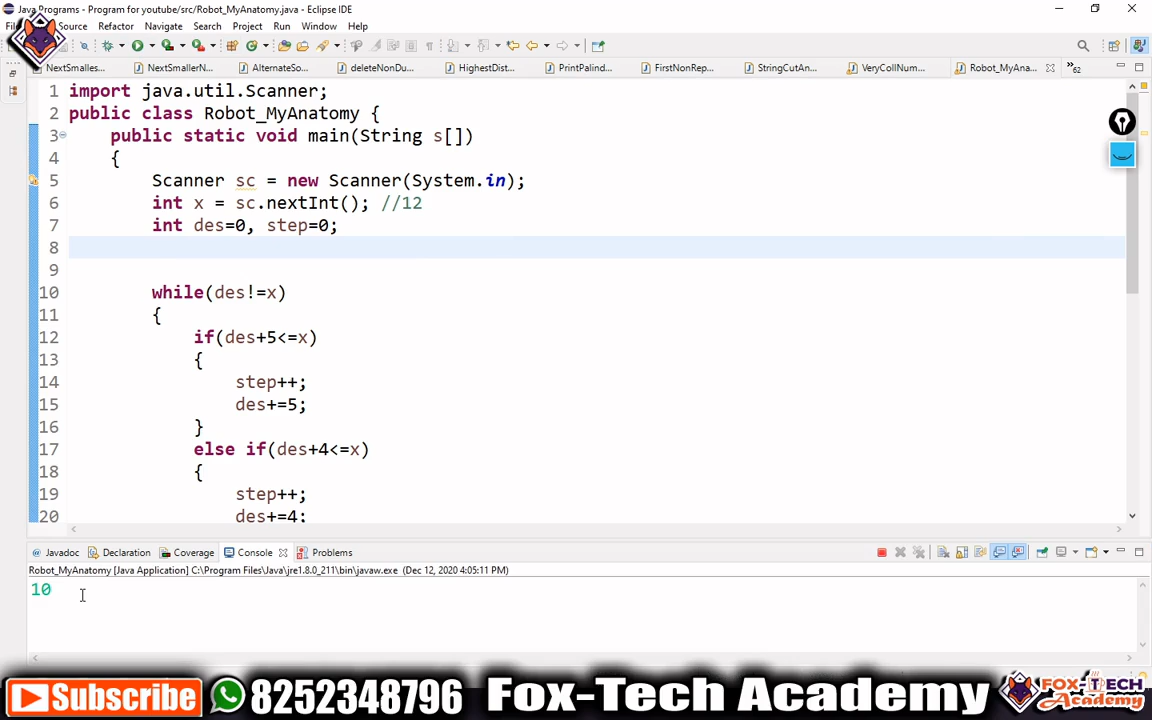 Java Programs - Program for youtube/src/Robot_MyAnatomy.java - Eclipse IDE
Source Refactor Navigate Search Project Run Window Help
NextSmalles... NextSmallerN... AlternateSo... deleteNonDu... HighestDist... PrintPalind... FirstNonRep... StringCutAn... VeryCollNum... Robot_MyAna... »62
1 import java.util.Scanner;
2 public class Robot_MyAnatomy {
3 public static void main(String s[])
4 {
5 Scanner sc = new Scanner(System.in);
6 int x = sc.nextInt(); //12
7 int des=0, step=0;
8
9
10 while(des!=x)
11 {
12 if(des+5<=x)
13 {
14 step++;
15 des+=5;
16 }
17 else if(des+4<=x)
18 {
19 step++;
20 des+=4;
Javadoc Declaration Coverage Console Problems
Robot_MyAnatomy [Java Application] C:\Program Files\Java\jre1.8.0_211\bin\javaw.exe (Dec 12, 2020 4:05:11 PM)
10
Subscribe 8252348796 Fox-Tech Academy FOX-TECH Academy